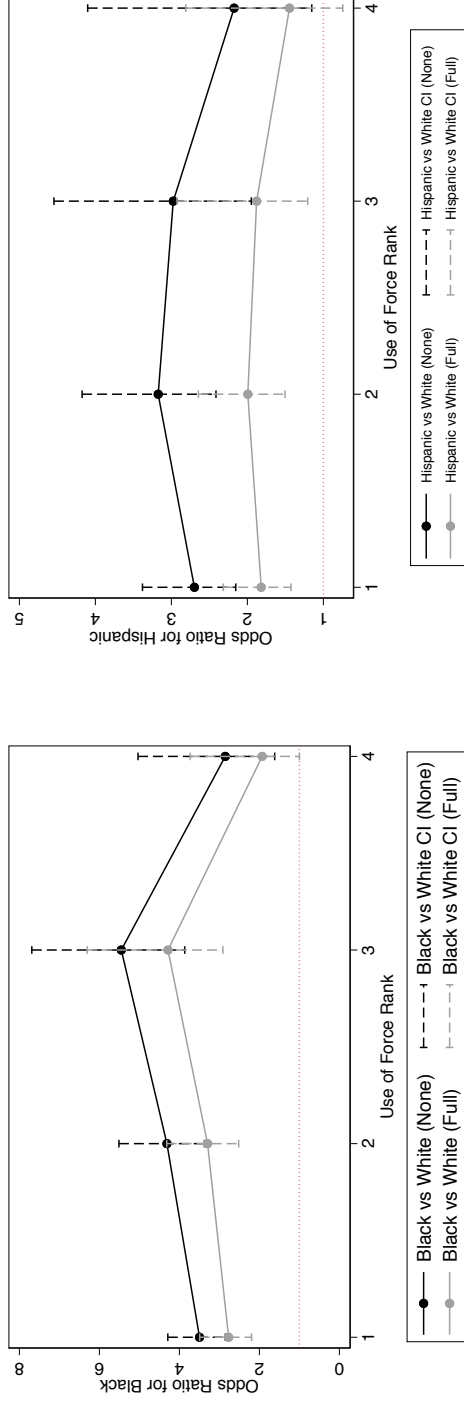 Odds Ratio for Black
8
6
4
2
0
1 2 3 4
Use of Force Rank
Black vs White (None) Black vs White CI (None)
Black vs White (Full) Black vs White CI (Full)
Odds Ratio for Hispanic
5
4
3
2
1
1 2 3 4
Use of Force Rank
Hispanic vs White (None) Hispanic vs White CI (None)
Hispanic vs White (Full) Hispanic vs White CI (Full)